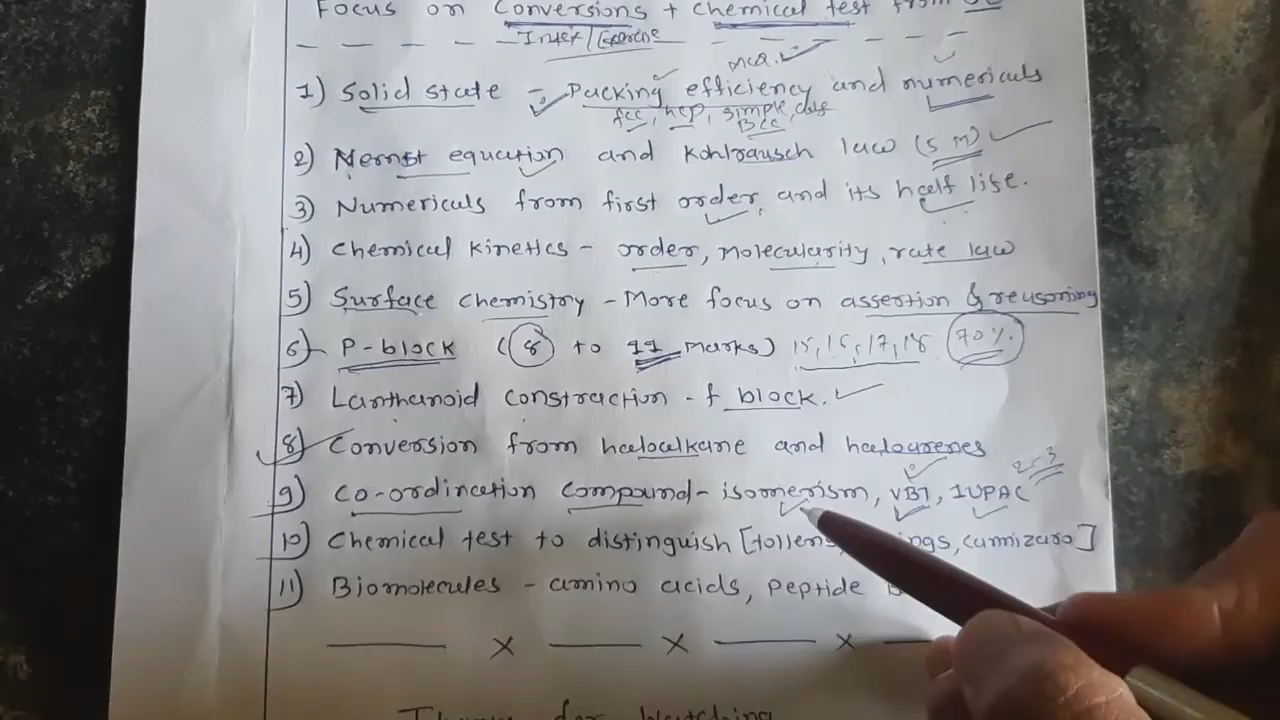 Focus on Conversions + Chemical test from
Intex/Exercise
mcq.
1) Solid state - Packing efficiency and numericals
fcc, hcp, simple,
BCC
2) Nernst equation and Kohlrausch law (5 m)
3) Numericals from first order, and its half life.
4) Chemical kinetics - order, Molecularity, rate law
5) Surface Chemistry - More focus on assertion & reasoning
6) P-block (8 to 11 Marks) 15, 16, 17, 18 70%
7) Lanthanoid constraction - f block.
8) Conversion from haloalkane and haloarenes
2-3
9) Co-ordination Compound - isomerism, VBT, IUPAC
10) Chemical test to distinguish [tollens, ings, cannizaro]
11) Biomolecules - amino acids, peptide
x x x
for Watching